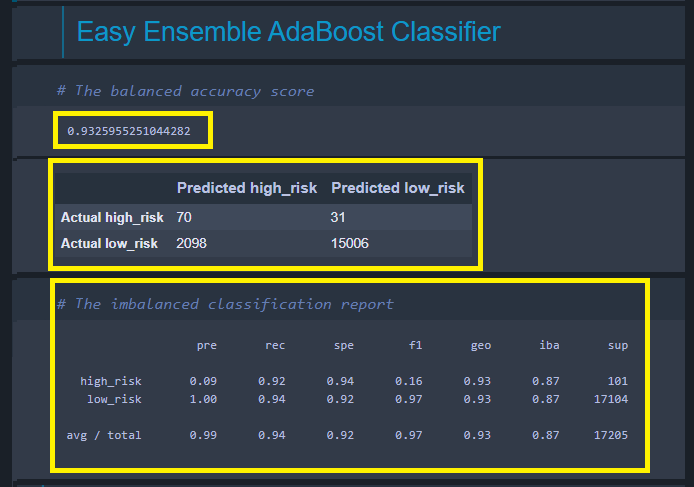 Easy Ensemble AdaBoost Classifier
# The balanced accuracy score
0.9325955251044282
Predicted high_risk Predicted low_risk
Actual high_risk 70 31
Actual low_risk 2098 15006
# The imbalanced classification report
pre rec spe f1 geo iba sup
high_risk 0.09 0.92 0.94 0.16 0.93 0.87 101
low_risk 1.00 0.94 0.92 0.97 0.93 0.87 17104
avg / total 0.99 0.94 0.92 0.97 0.93 0.87 17205